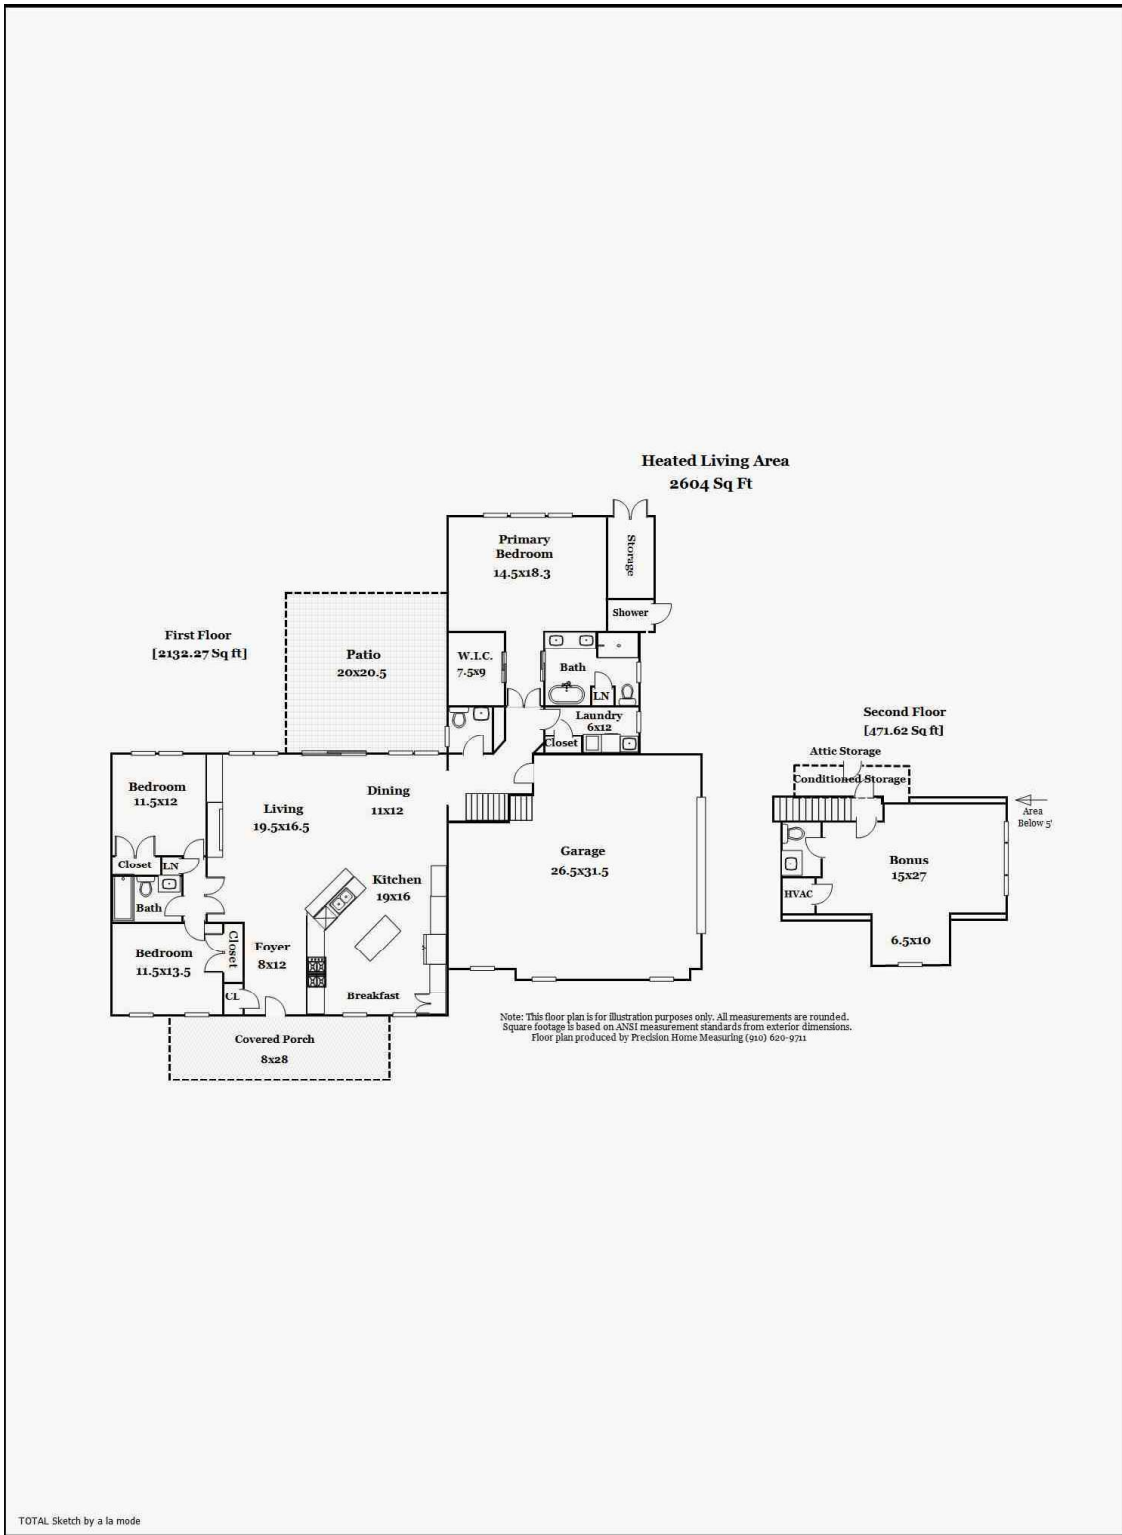 Heated Living Area
2604 Sq Ft
Primary
Bedroom
14.5x18.3
Storage
Shower
First Floor
[2132.27 Sq ft]
Patio
20x20.5
W.I.C.
7.5x9
Bath
LN
Laundry
6x12
Closet
Second Floor
[471.62 Sq ft]
Attic Storage
Conditioned Storage
Area
Below 5'
Bedroom
11.5x12
Living
19.5x16.5
Dining
11x12
Garage
26.5x31.5
Closet
LN
Bath
Kitchen
19x16
Bonus
15x27
HVAC
6.5x10
Bedroom
11.5x13.5
Closet
Foyer
8x12
CL
Breakfast
Covered Porch
8x28
Note: This floor plan is for illustration purposes only. All measurements are rounded.
Square footage is based on ANSI measurement standards from exterior dimensions.
Floor plan produced by Precision Home Measuring (910) 620-9711
TOTAL Sketch by a la mode